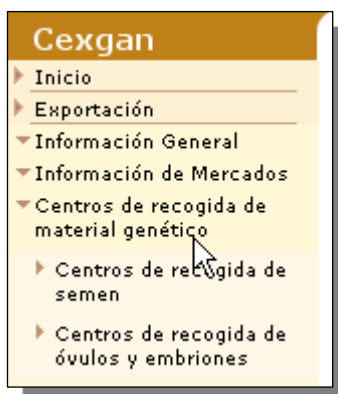 Cexgan
Inicio
Exportación
Información General
Información de Mercados
Centros de recogida de
material genético
Centros de recogida de
semen
Centros de recogida de
óvulos y embriones